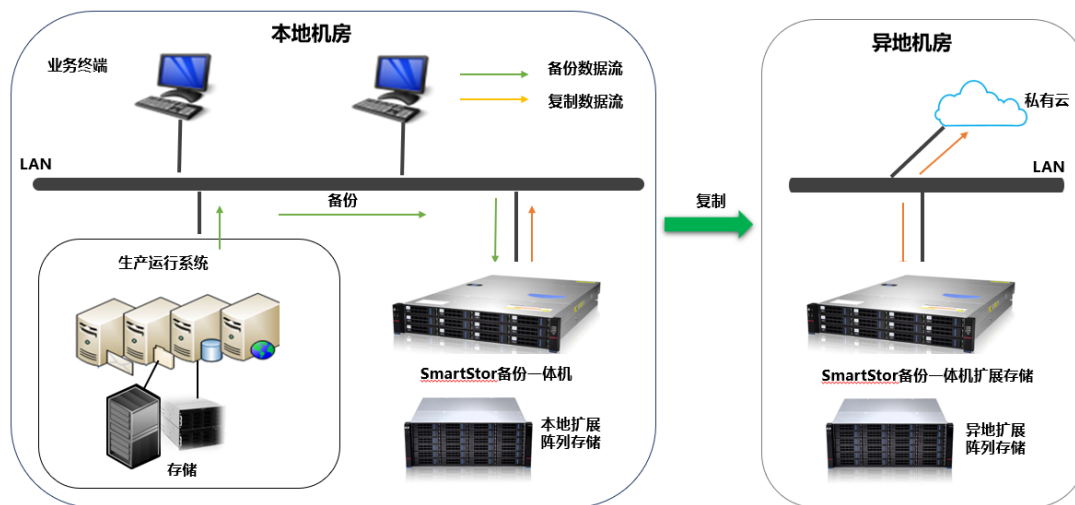 本地机房
业务终端
备份数据流
复制数据流
LAN
备份
生产运行系统
存储
SmartStor备份一体机
本地扩展
阵列存储
复制
异地机房
私有云
LAN
SmartStor备份一体机扩展存储
异地扩展
阵列存储